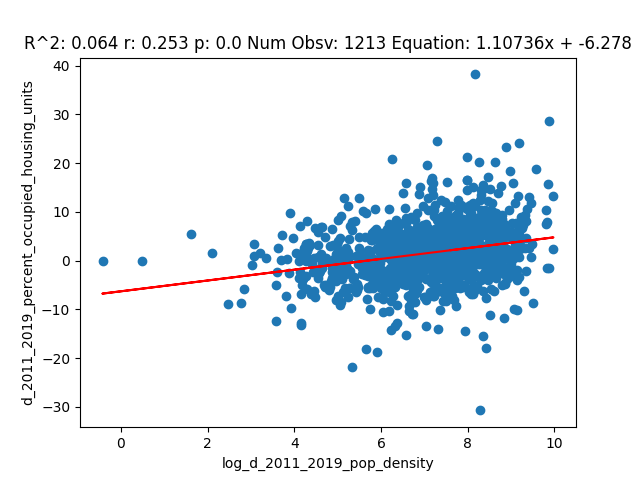 R^2: 0.064 r: 0.253 p: 0.0 Num Obsv: 1213 Equation: 1.10736x + -6.278
40
30
20
10
0
−10
−20
−30
d_2011_2019_percent_occupied_housing_units
0 2 4 6 8 10
log_d_2011_2019_pop_density